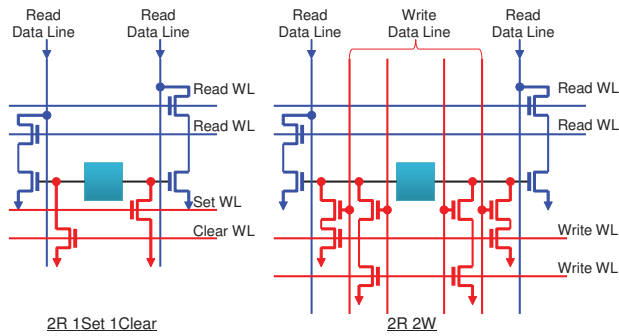 Read
Data Line
Read
Data Line
Read WL
Read WL
Set WL
Clear WL
2R 1Set 1Clear
Read
Data Line
Write
Data Line
Read
Data Line
Read WL
Read WL
Write WL
Write WL
2R 2W